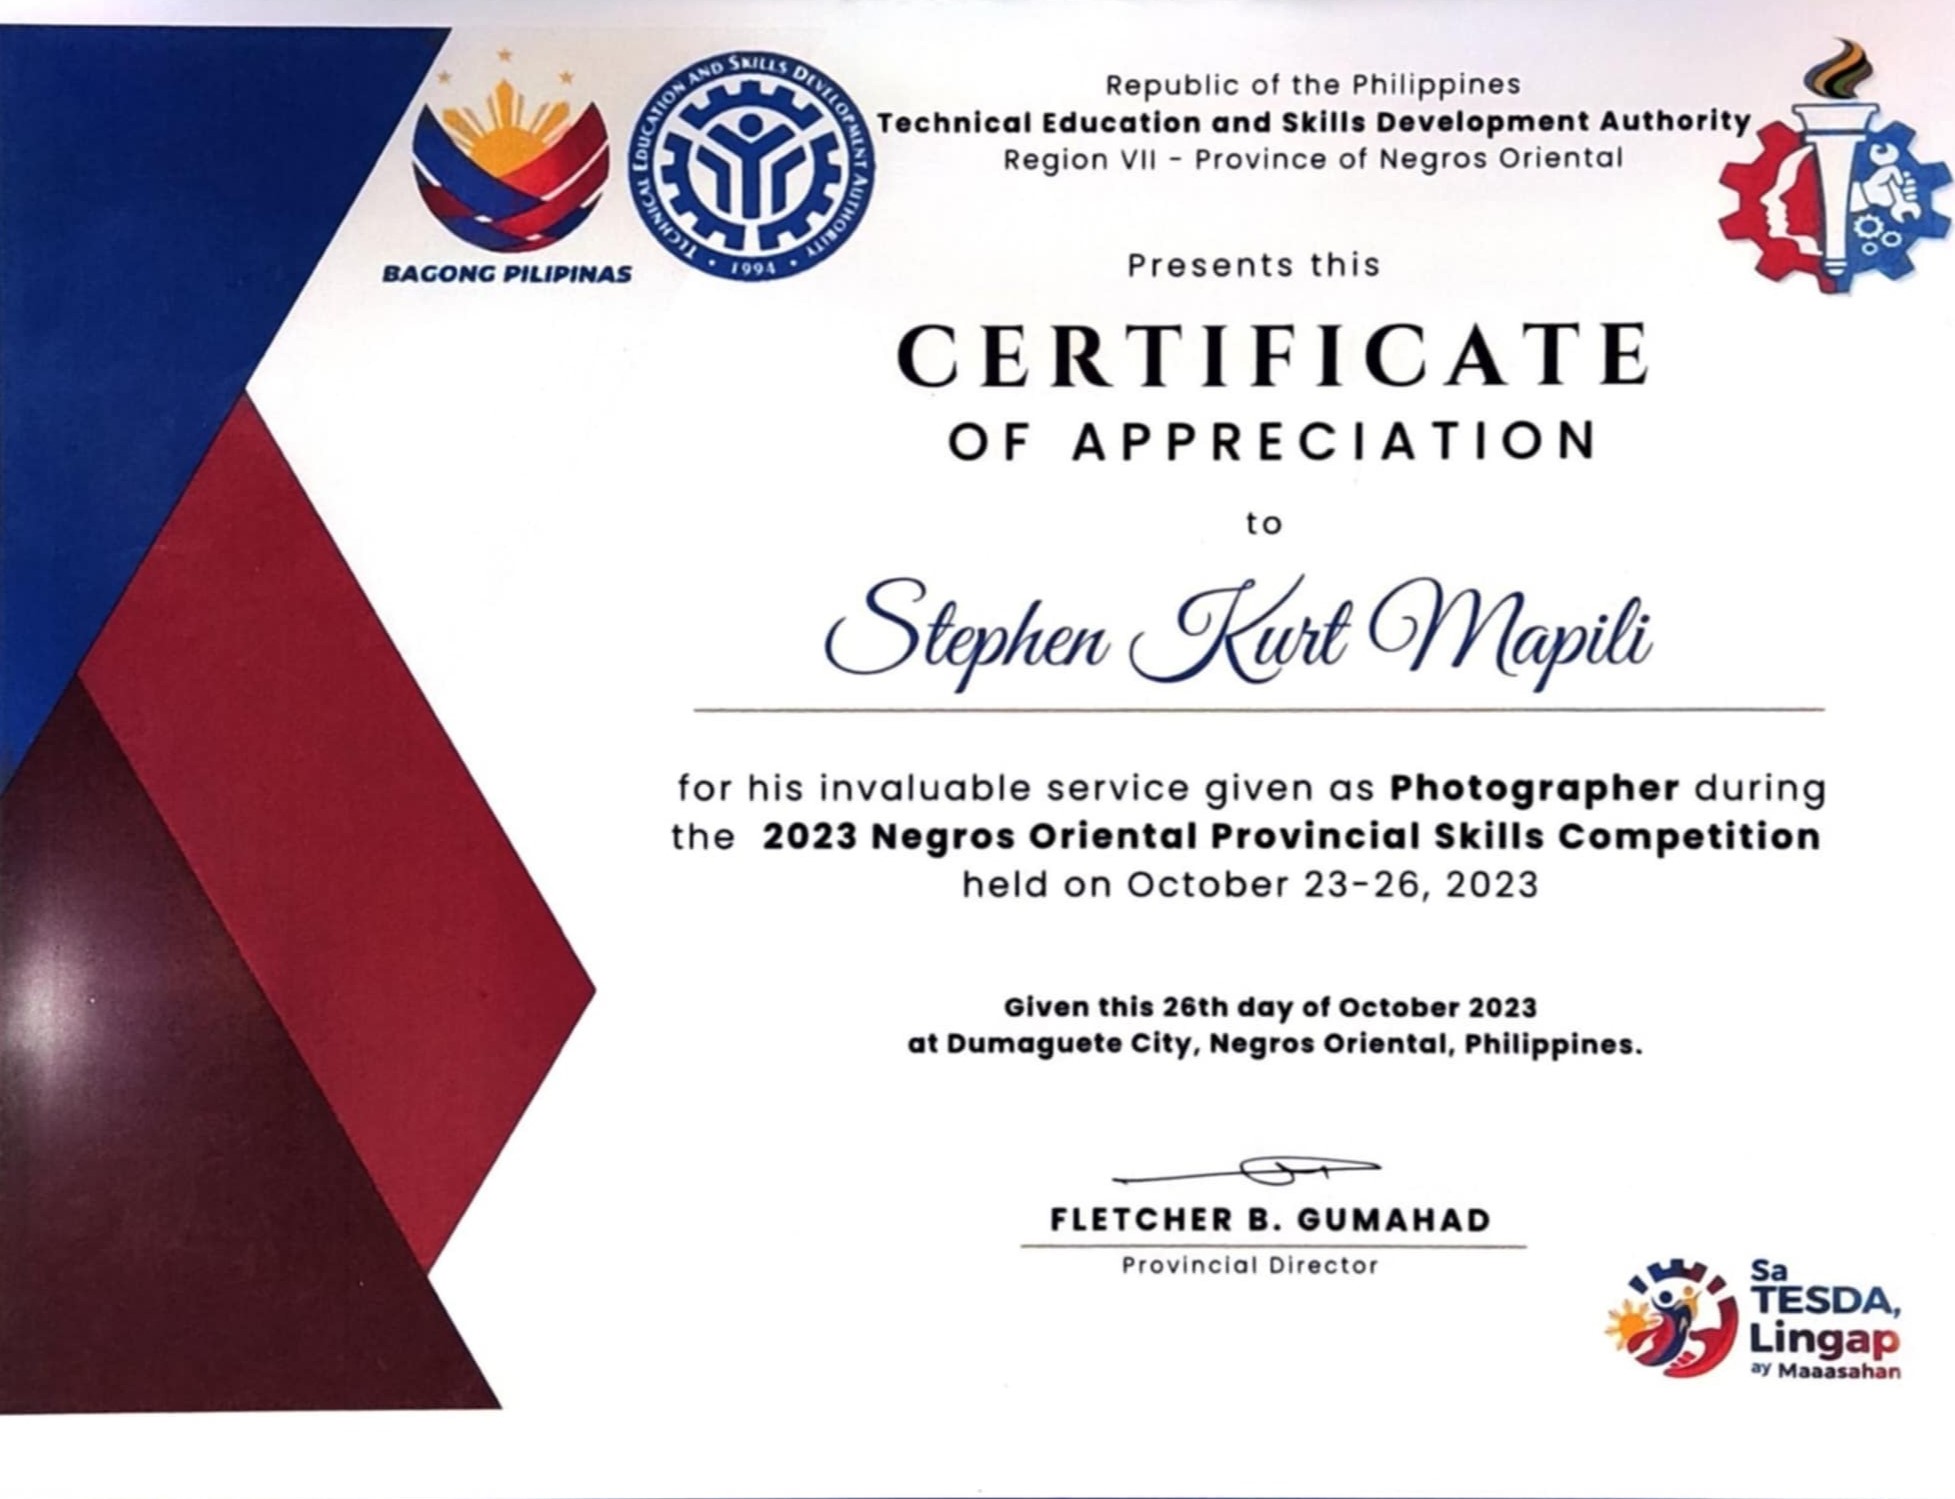 BAGONG PILIPINAS
TECHNICAL EDUCATION AND SKILLS DEVELOPMENT AUTHORITY
• 1994 •
Republic of the Philippines
Technical Education and Skills Development Authority
Region VII - Province of Negros Oriental
Presents this
CERTIFICATE
OF APPRECIATION
to
Stephen Kurt Mapili
for his invaluable service given as Photographer during
the 2023 Negros Oriental Provincial Skills Competition
held on October 23-26, 2023
Given this 26th day of October 2023
at Dumaguete City, Negros Oriental, Philippines.
FLETCHER B. GUMAHAD
Provincial Director
Sa
TESDA,
Lingap
ay Maaasahan